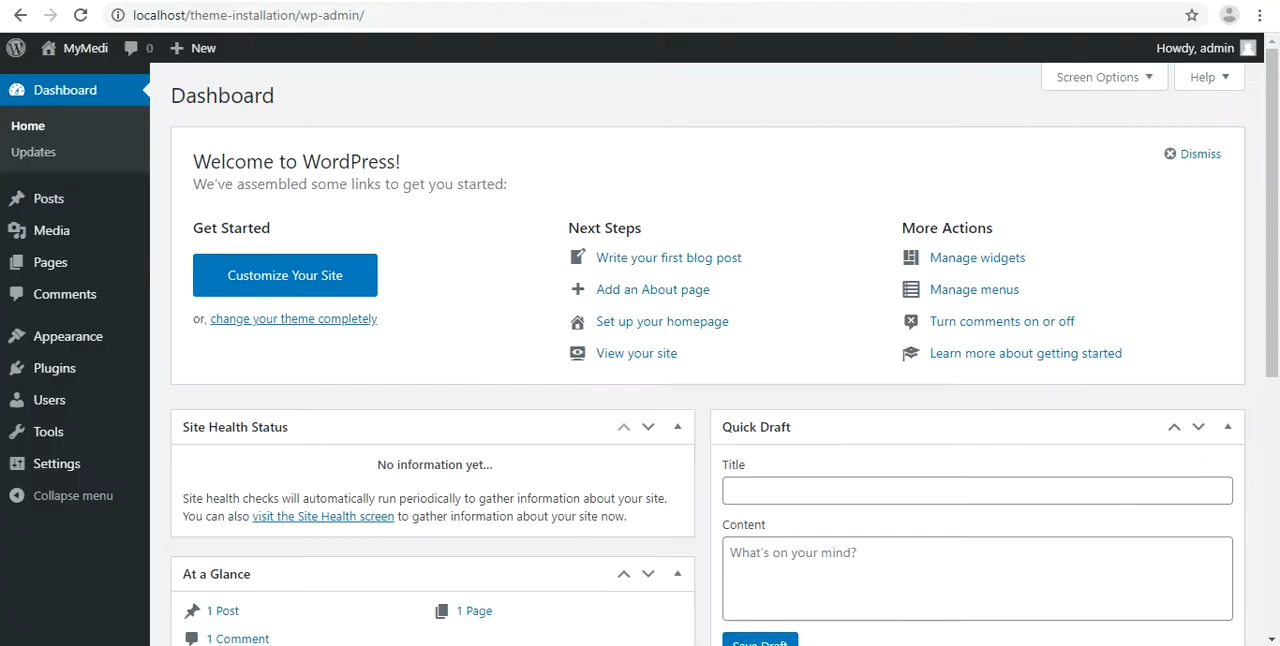 localhost/theme-installation/wp-admin/
MyMedi 0 New Howdy, admin
Dashboard
Home
Updates
Posts
Media
Pages
Comments
Appearance
Plugins
Users
Tools
Settings
Collapse menu
Screen Options Help
Dashboard
Welcome to WordPress!
Dismiss
We've assembled some links to get you started:
Get Started
Customize Your Site
or, change your theme completely
Next Steps
Write your first blog post
Add an About page
Set up your homepage
View your site
More Actions
Manage widgets
Manage menus
Turn comments on or off
Learn more about getting started
Site Health Status
No information yet...
Site health checks will automatically run periodically to gather information about your site.
You can also visit the Site Health screen to gather information about your site now.
At a Glance
1 Post 1 Page
1 Comment
Quick Draft
Title
Content
What's on your mind?
Save Draft